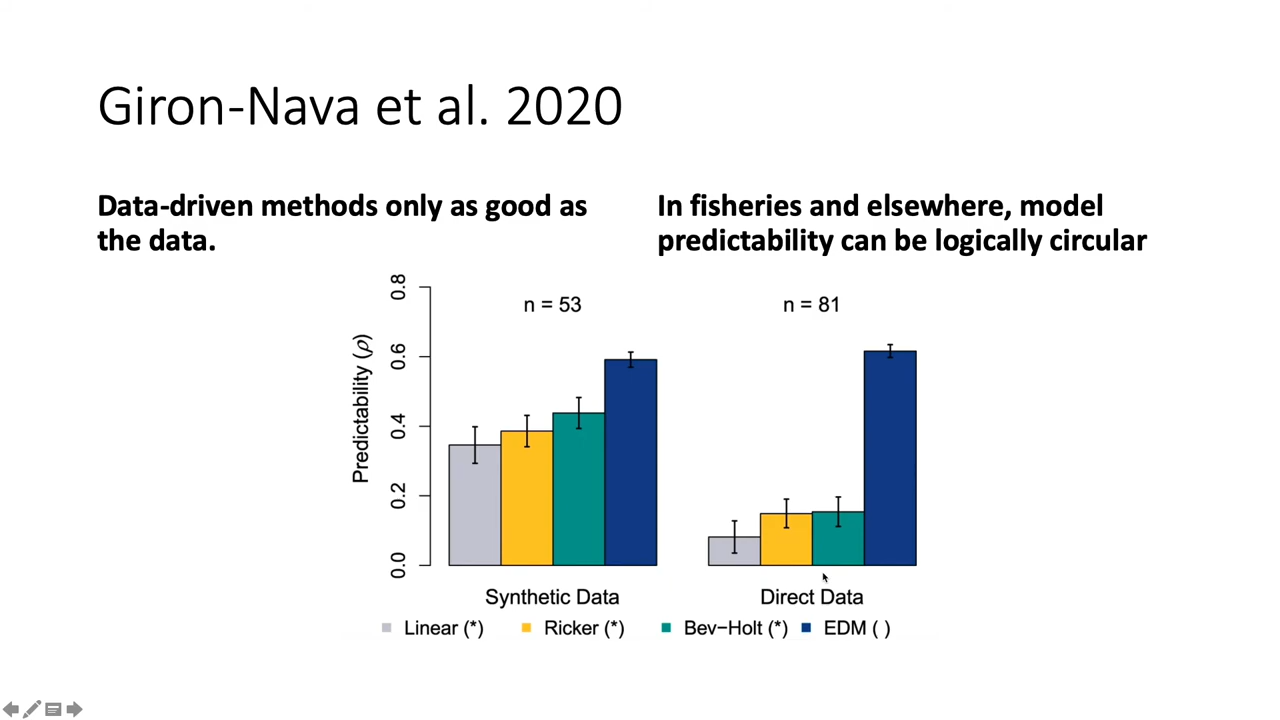 Giron-Nava et al. 2020
Data-driven methods only as good as
the data.
In fisheries and elsewhere, model
predictability can be logically circular
Predictability (ρ)
0.8
0.6
0.4
0.2
0.0
n = 53
n = 81
Synthetic Data
Direct Data
Linear (*)
Ricker (*)
Bev−Holt (*)
EDM ( )